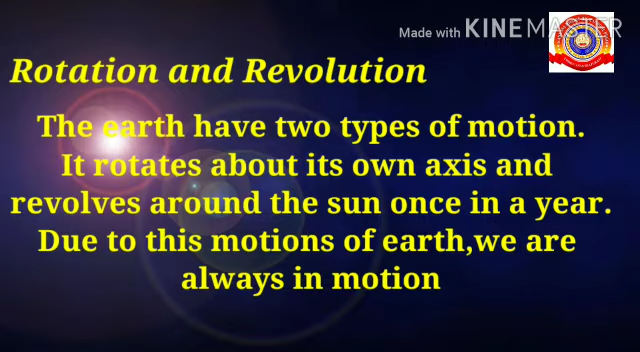 Made with KINEMASTER
Rotation and Revolution
The earth have two types of motion.
It rotates about its own axis and
revolves around the sun once in a year.
Due to this motions of earth,we are
always in motion